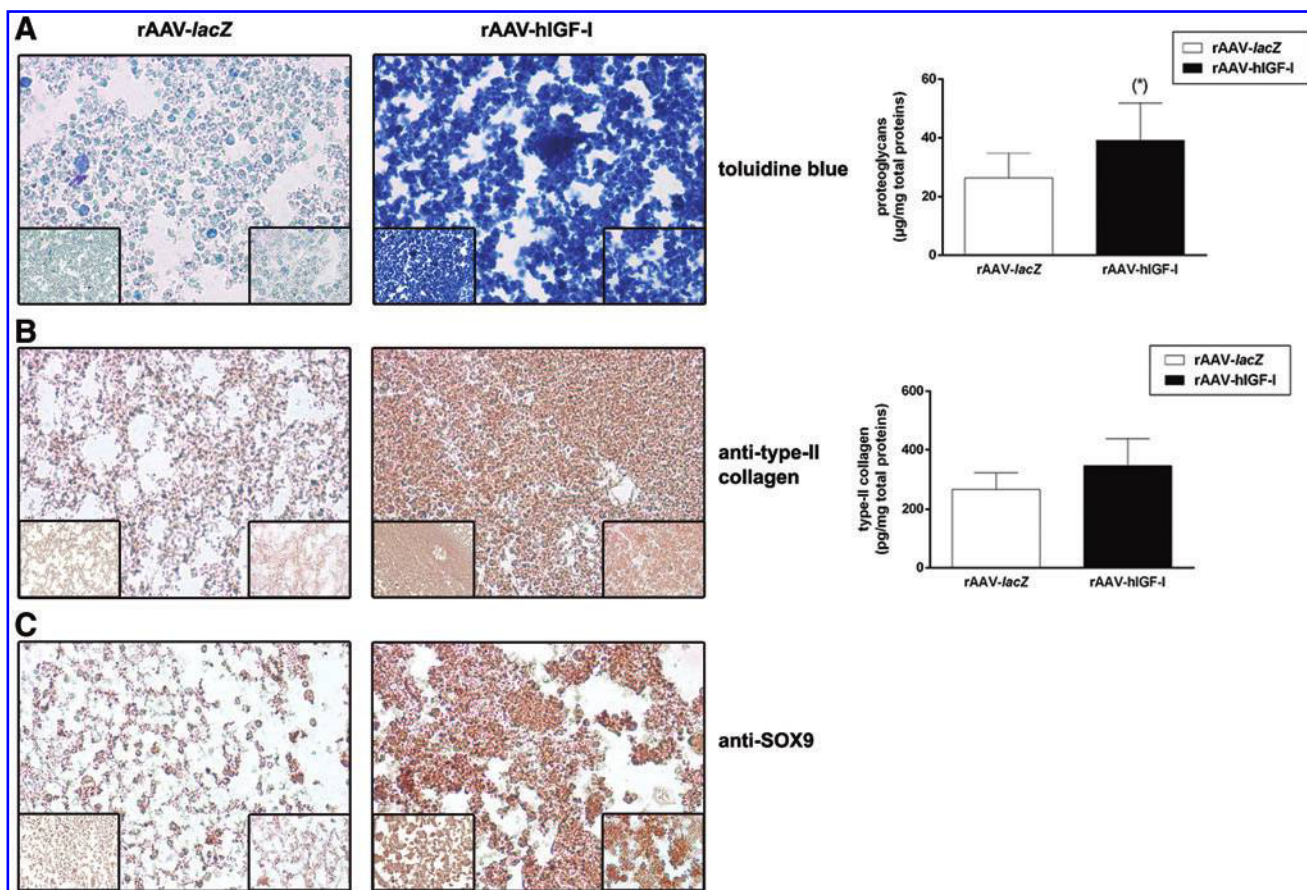 A
rAAV-lacZ
rAAV-hIGF-I
toluidine blue
rAAV-lacZ
rAAV-hIGF-I
(*)
60
40
20
0
proteoglycans
(µg/mg total proteins)
rAAV-lacZ
rAAV-hIGF-I
B
anti-type-II
collagen
rAAV-lacZ
rAAV-hIGF-I
600
400
200
0
type-II collagen
(pg/mg total proteins)
rAAV-lacZ
rAAV-hIGF-I
C
anti-SOX9